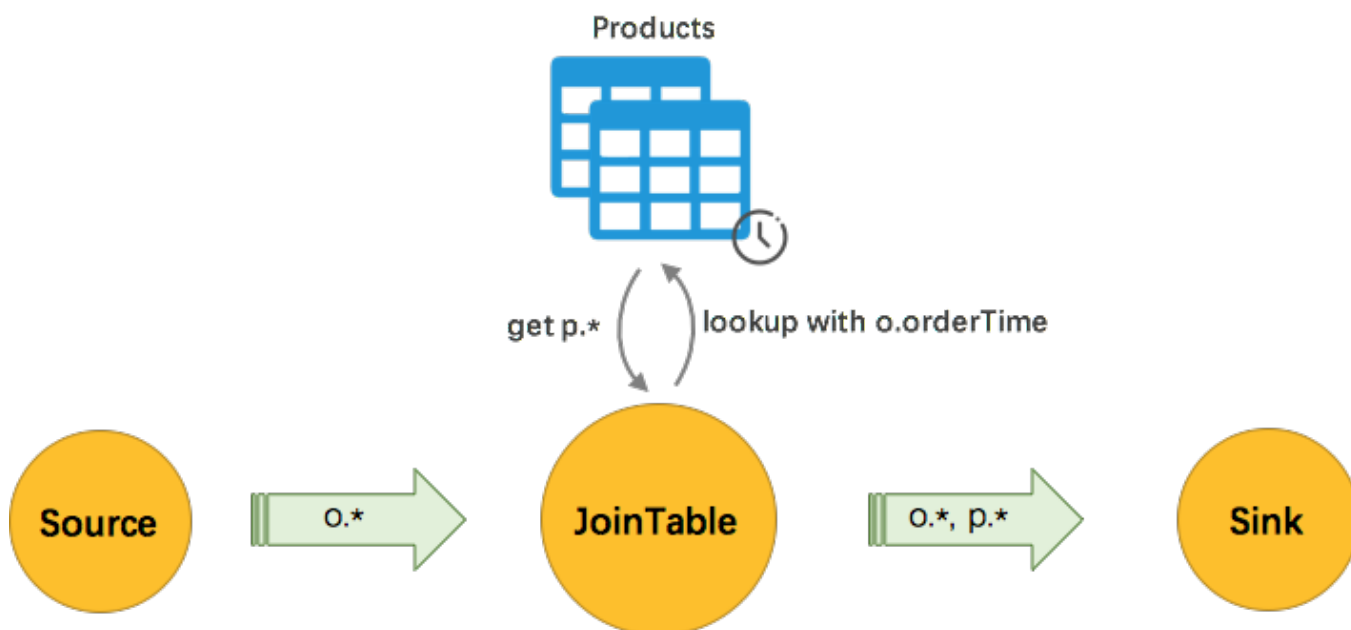 Products
get p.*
lookup with o.orderTime
Source
o.*
JoinTable
o.*, p.*
Sink